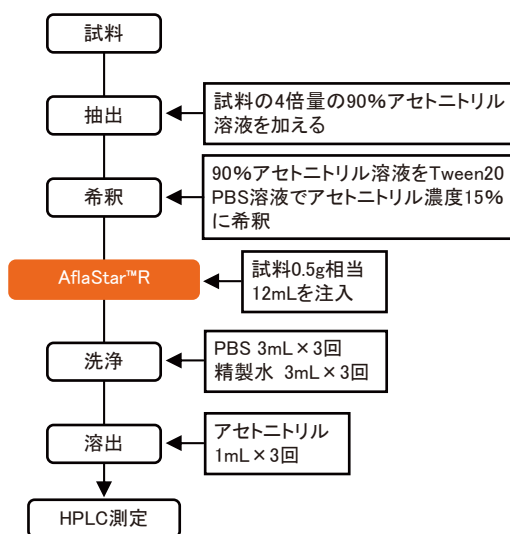 試料
抽出
試料の4倍量の90%アセトニトリル
溶液を加える
希釈
90%アセトニトリル溶液をTween20
PBS溶液でアセトニトリル濃度15%
に希釈
AflaStar™R
試料0.5g相当
12mLを注入
洗浄
PBS 3mL×3回
精製水 3mL×3回
溶出
アセトニトリル
1mL×3回
HPLC測定